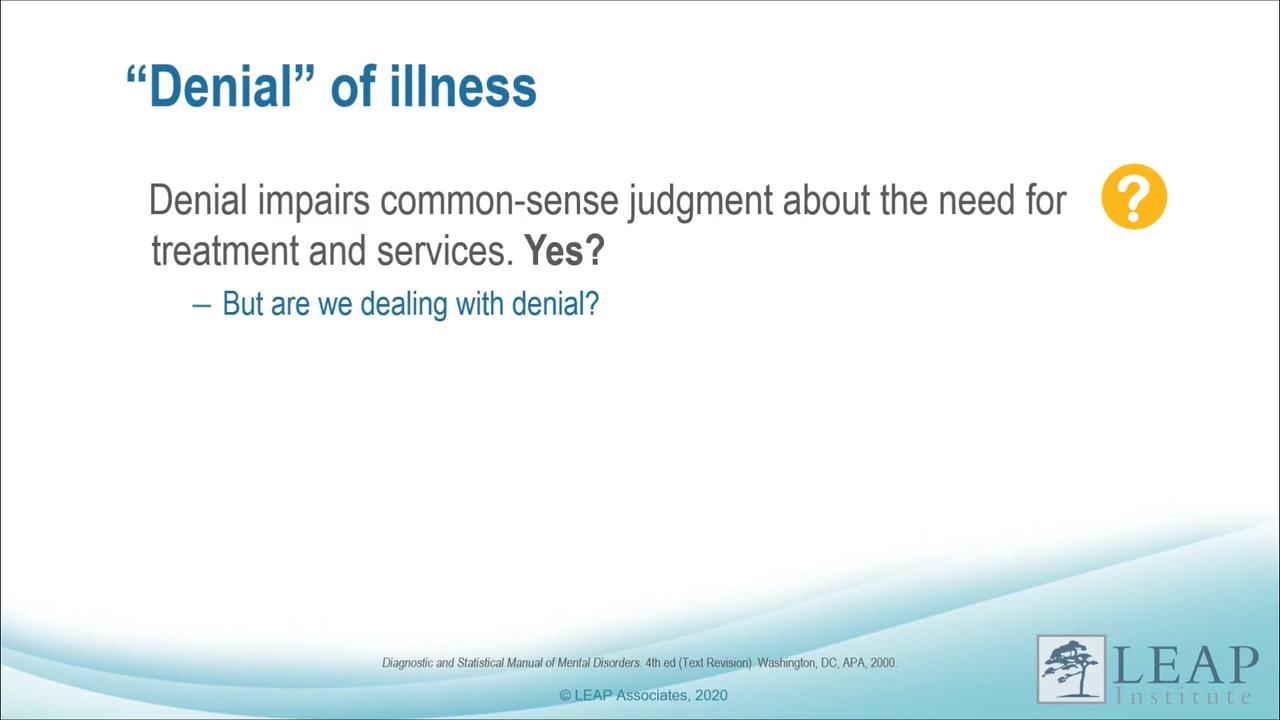 “Denial” of illness
Denial impairs common-sense judgment about the need for
treatment and services. Yes?
– But are we dealing with denial?
?
Diagnostic and Statistical Manual of Mental Disorders. 4th ed (Text Revision). Washington, DC, APA, 2000.
© LEAP Associates, 2020
LEAP
Institute